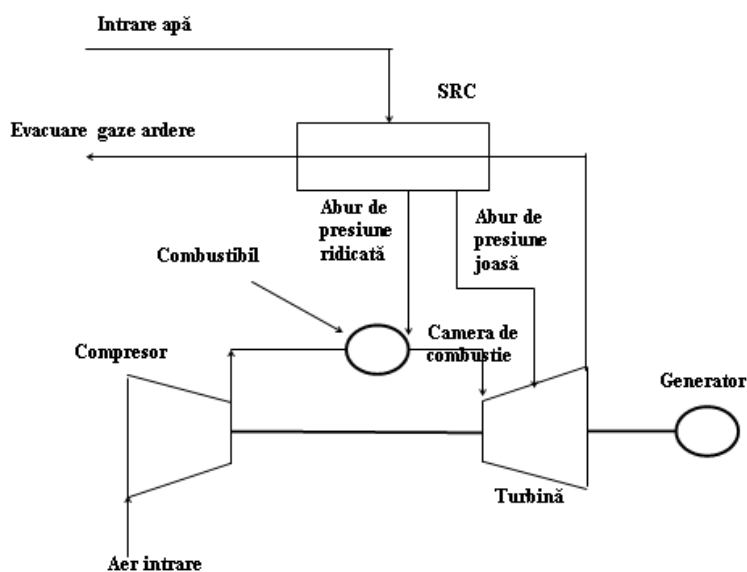 Intrare apă
SRC
Evacuare gaze ardere
Abur de
presiune
ridicată
Abur de
presiune
joasă
Combustibil
Camera de
combustie
Compresor
Generator
Turbină
Aer intrare